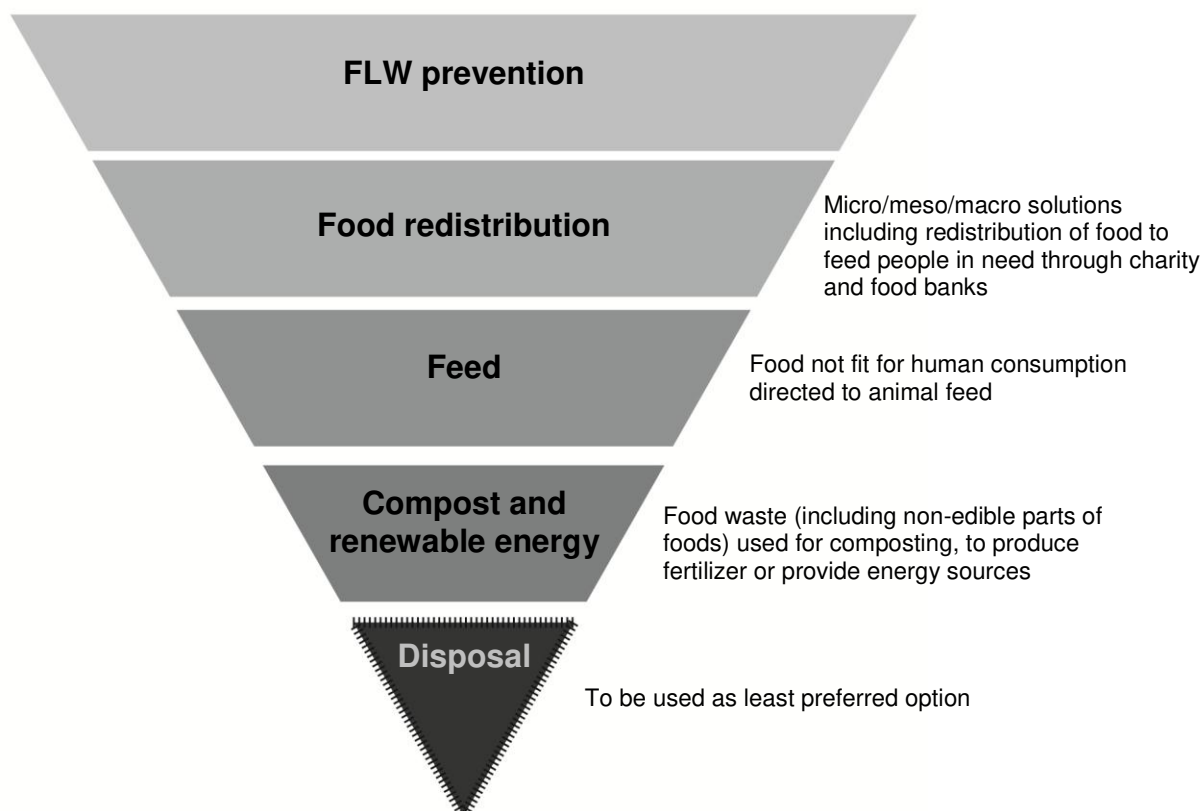 FLW prevention
Food redistribution
Micro/meso/macro solutions
including redistribution of food to
feed people in need through charity
and food banks
Feed
Food not fit for human consumption
directed to animal feed
Compost and
renewable energy
Food waste (including non-edible parts of
foods) used for composting, to produce
fertilizer or provide energy sources
Disposal
To be used as least preferred option